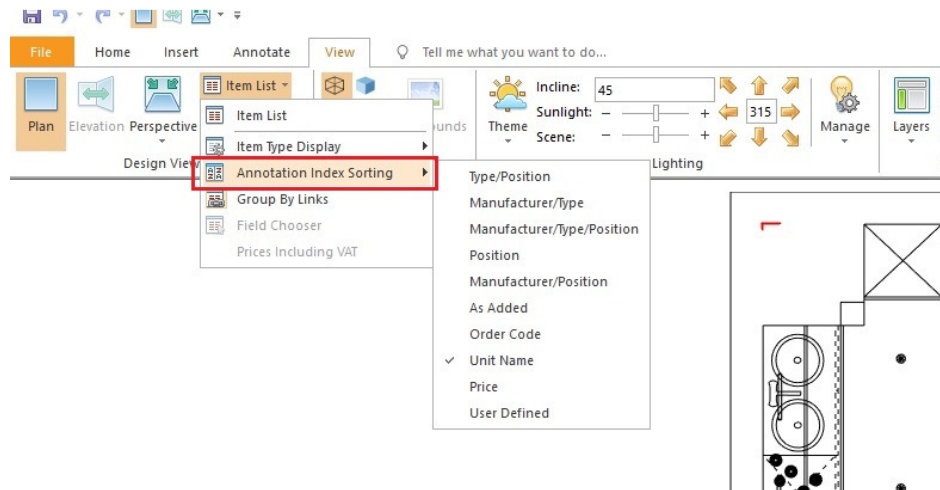 File Home Insert Annotate View Tell me what you want to do...
Plan Elevation Perspective Item List
Theme Incline: 45
Sunlight: − + 315
Scene: − +
Manage Layers
Design View
Lighting
Item List
Item Type Display
Annotation Index Sorting
Group By Links
Field Chooser
Prices Including VAT
Type/Position
Manufacturer/Type
Manufacturer/Type/Position
Position
Manufacturer/Position
As Added
Order Code
Unit Name
Price
User Defined